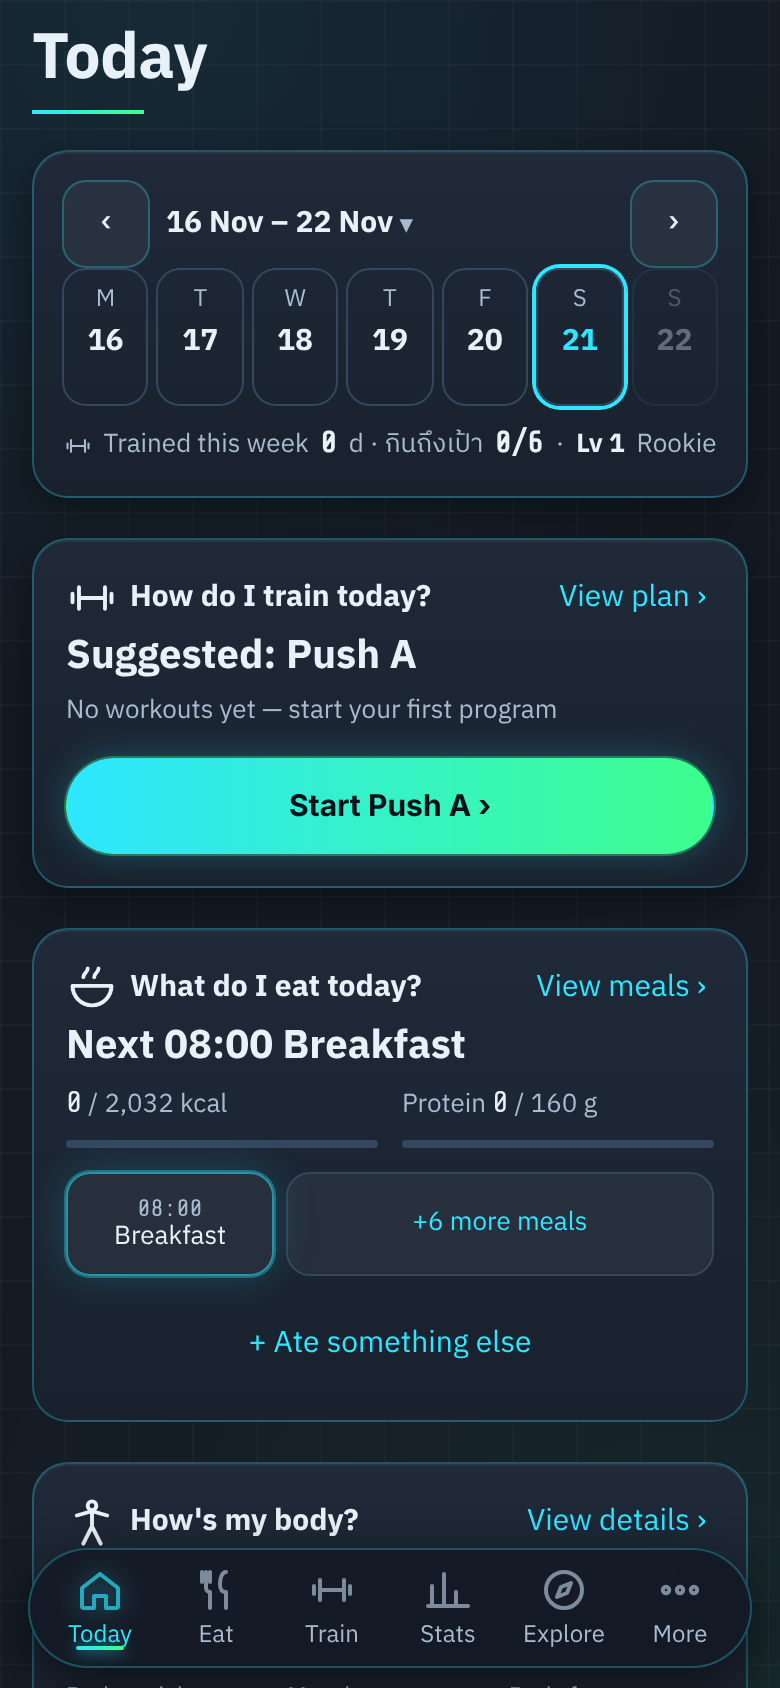 Today
‹ 16 Nov – 22 Nov ▾ ›
M T W T F S S
16 17 18 19 20 21 22
Trained this week 0 d · กินถึงเป้า 0/6 · Lv 1 Rookie
How do I train today? View plan ›
Suggested: Push A
No workouts yet — start your first program
Start Push A ›
What do I eat today? View meals ›
Next 08:00 Breakfast
0 / 2,032 kcal Protein 0 / 160 g
08:00
Breakfast
+6 more meals
+ Ate something else
How's my body? View details ›
Today Eat Train Stats Explore More